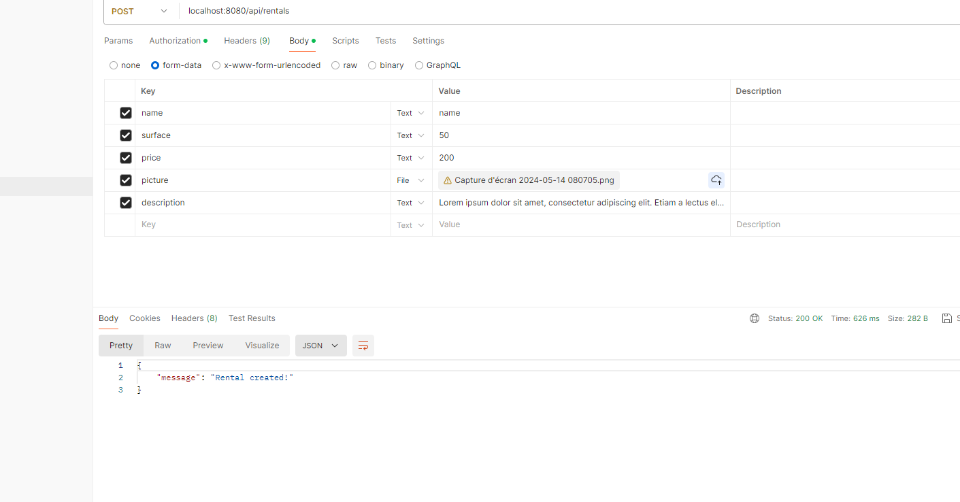 POST localhost:8080/api/rentals
Params Authorization Headers (9) Body Scripts Tests Settings
none form-data x-www-form-urlencoded raw binary GraphQL
Key Value Description
name Text name
surface Text 50
price Text 200
picture File Capture d'écran 2024-05-14 080705.png
description Text Lorem ipsum dolor sit amet, consectetur adipiscing elit. Etiam a lectus el...
Key Text Value Description
Body Cookies Headers (8) Test Results Status: 200 OK Time: 626 ms Size: 282 B S
Pretty Raw Preview Visualize JSON
1 {
2 "message": "Rental created!"
3 }